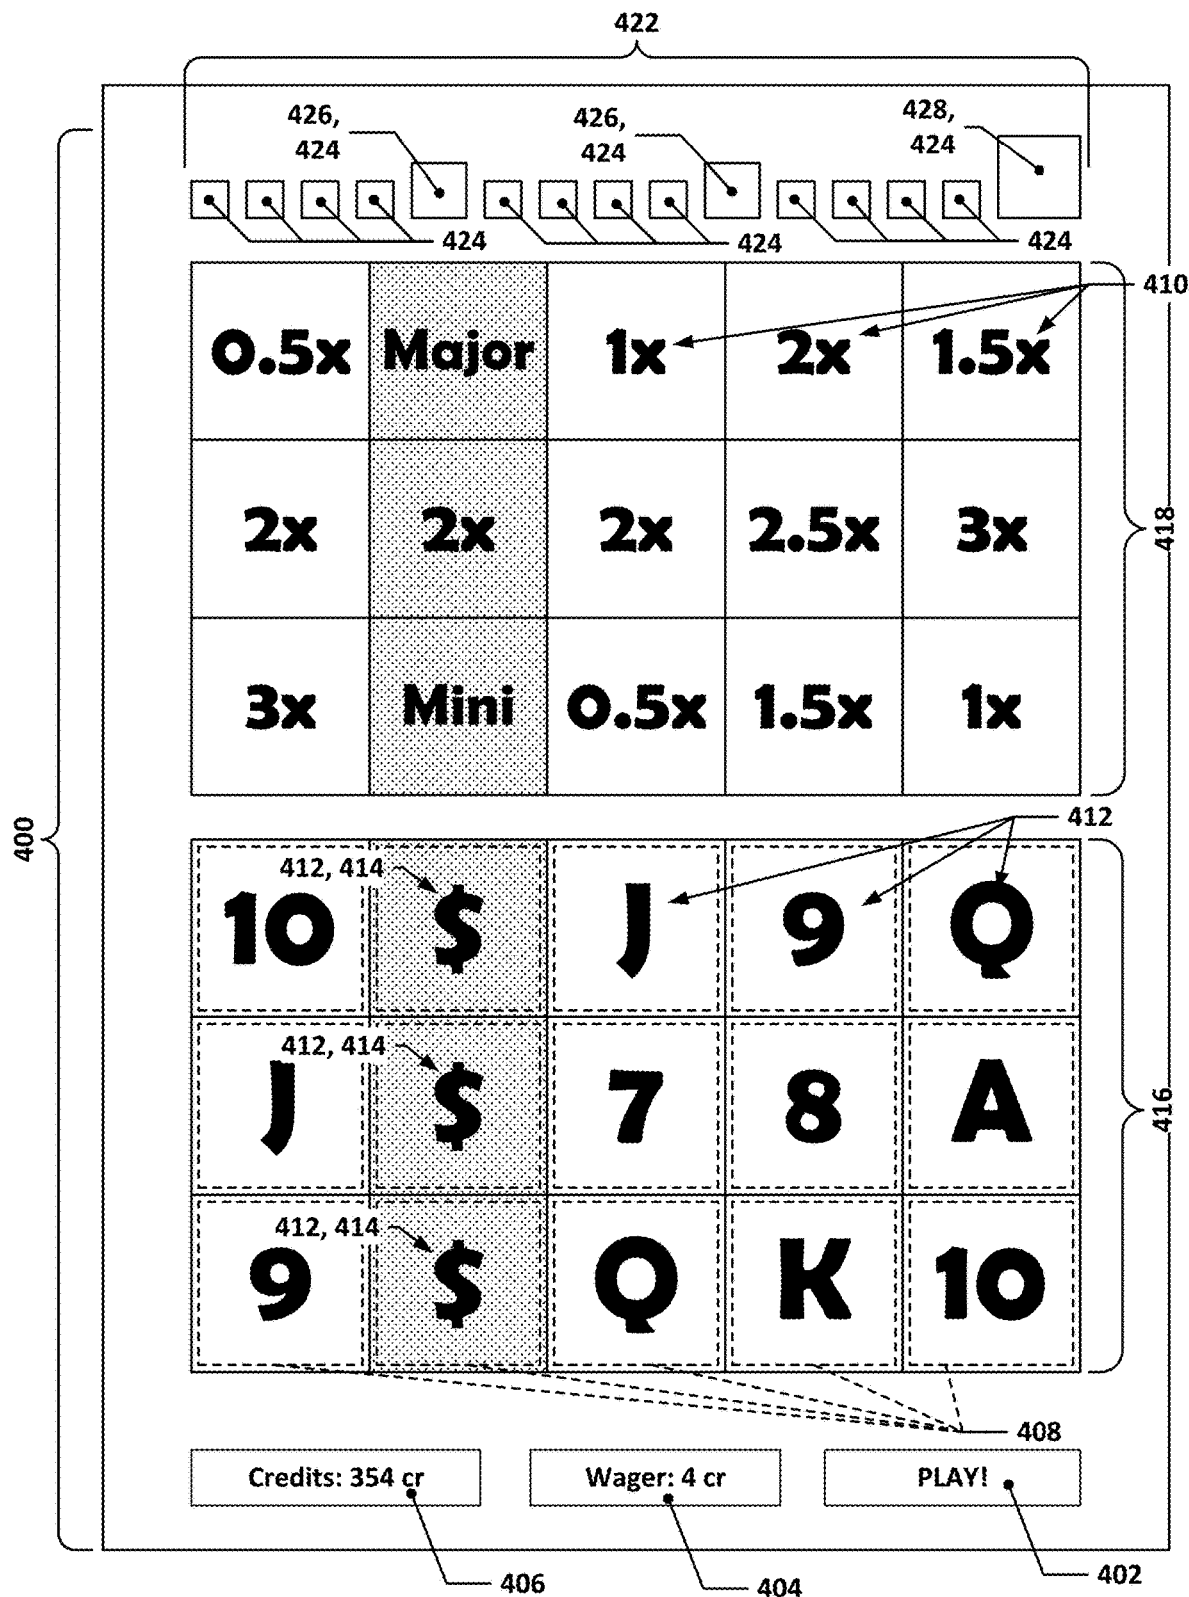 422
426, 426, 428,
424 424 424
424 424 424
410
0.5x Major 1x 2x 1.5x
2x 2x 2x 2.5x 3x
418
3x Mini 0.5x 1.5x 1x
400
412
412, 414
10 $ J 9 Q
412, 414
J $ 7 8 A
416
412, 414
9 $ Q K 10
408
Credits: 354 cr Wager: 4 cr PLAY!
406 404 402